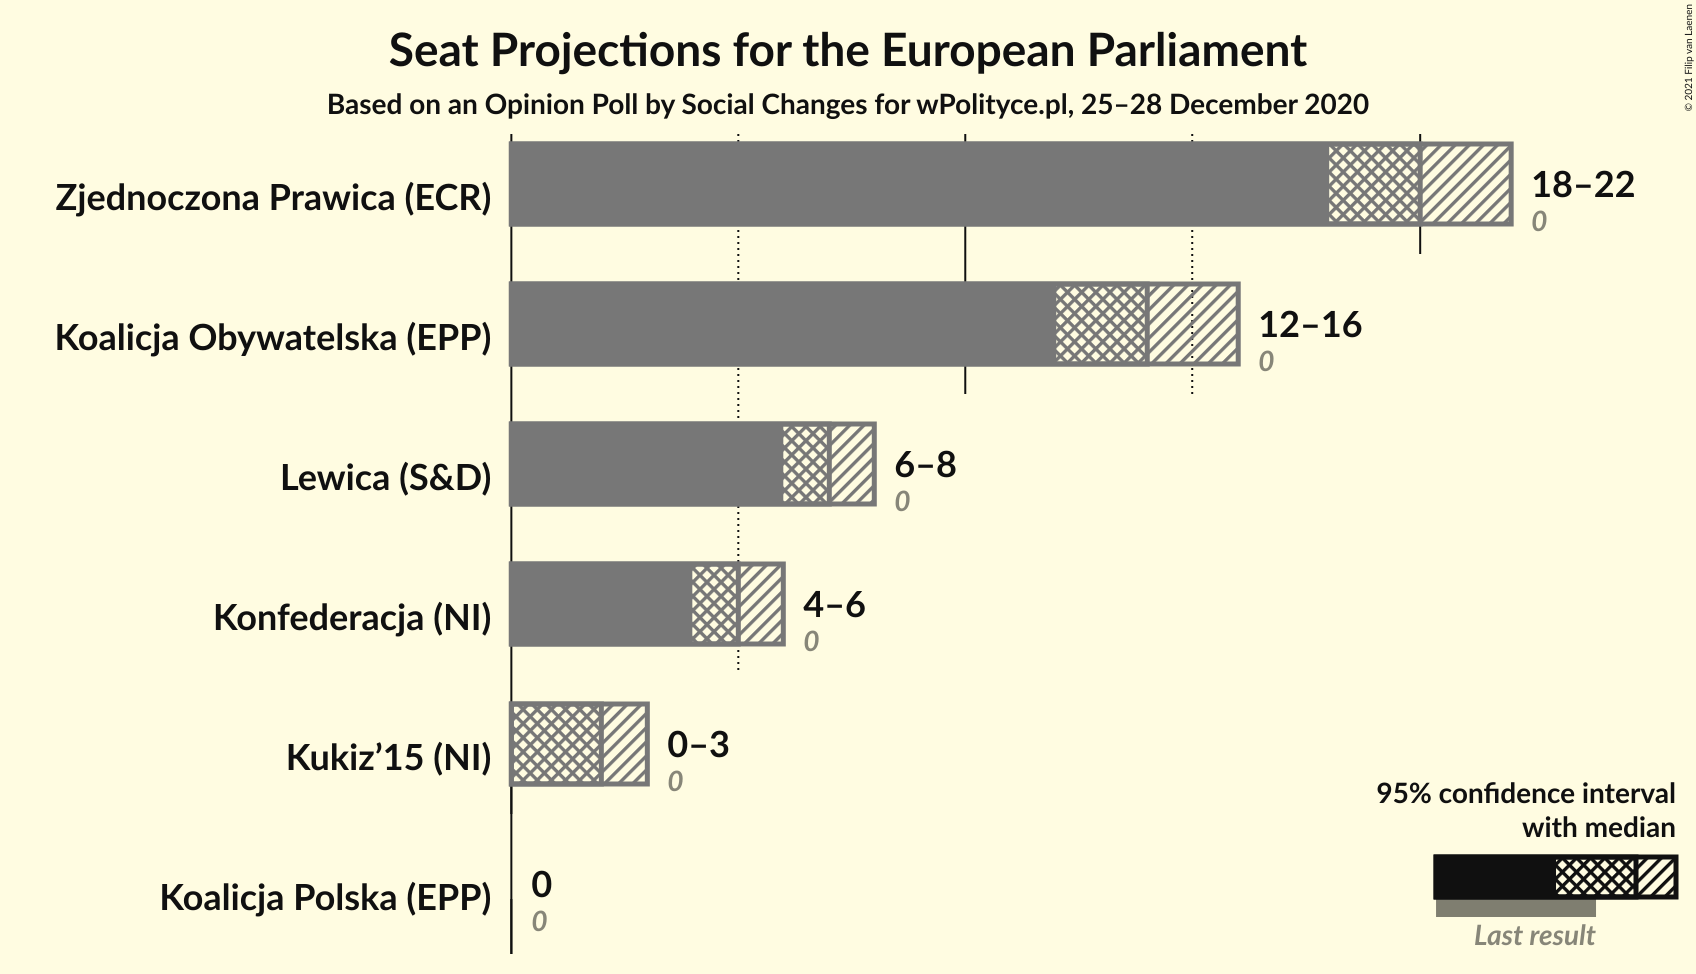 Seat Projections for the European Parliament
Based on an Opinion Poll by Social Changes for wPolityce.pl, 25–28 December 2020
© 2021 Filip van Laenen
Zjednoczona Prawica (ECR)
18–22
0
Koalicja Obywatelska (EPP)
12–16
0
Lewica (S&D)
6–8
0
Konfederacja (NI)
4–6
0
Kukiz’15 (NI)
0–3
0
Koalicja Polska (EPP)
0
0
95% confidence interval
with median
Last result